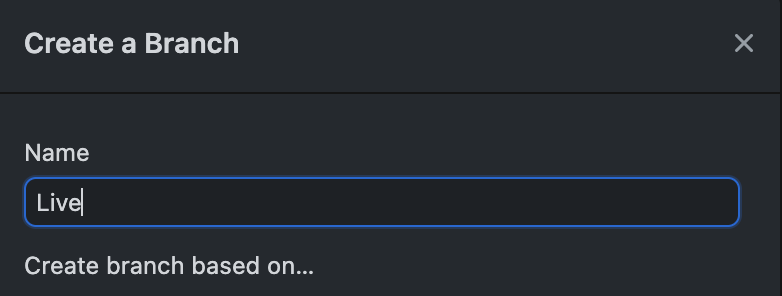 Create a Branch
Name
Live
Create branch based on...